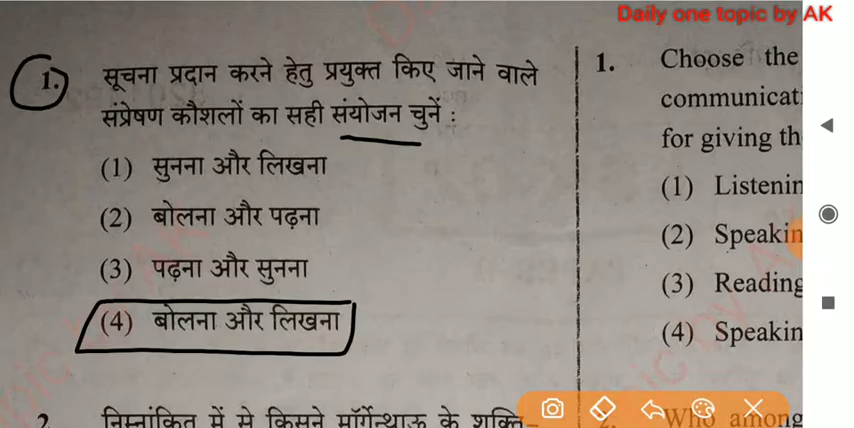 Daily one topic by AK
1. सूचना प्रदान करने हेतु प्रयुक्त किए जाने वाले
संप्रेषण कौशलों का सही संयोजन चुनें :
(1) सुनना और लिखना
(2) बोलना और पढ़ना
(3) पढ़ना और सुनना
(4) बोलना और लिखना
2. निम्नांकित में से किसने मॉर्गेन्थाऊ के शक्ति-
1. Choose the
communicati
for giving th
(1) Listenin
(2) Speakin
(3) Reading
(4) Speakin
Who among